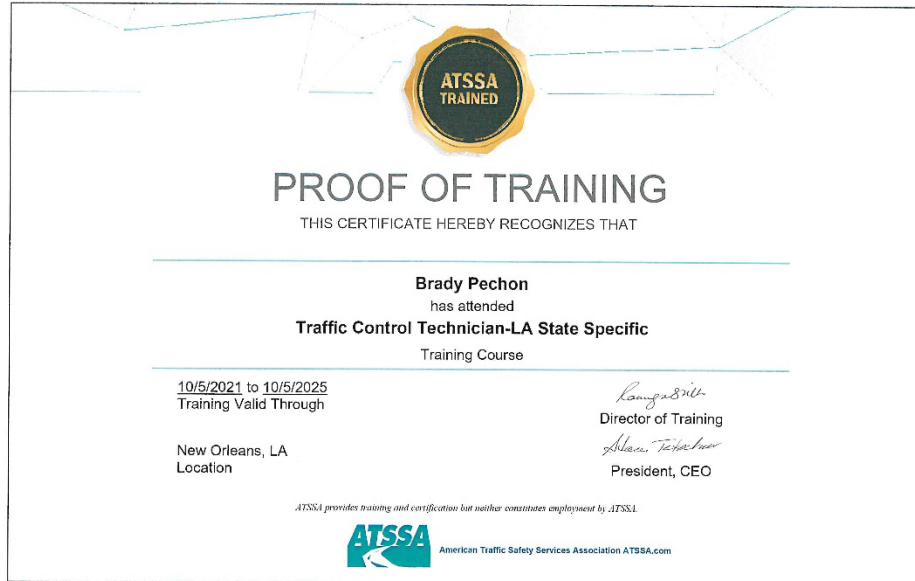 ATSSA
TRAINED
PROOF OF TRAINING
THIS CERTIFICATE HEREBY RECOGNIZES THAT
Brady Pechon
has attended
Traffic Control Technician-LA State Specific
Training Course
10/5/2021 to 10/5/2025
Training Valid Through
Director of Training
New Orleans, LA
Location
President, CEO
ATSSA provides training and certification but neither constitutes employment by ATSSA.
ATSSA
American Traffic Safety Services Association ATSSA.com